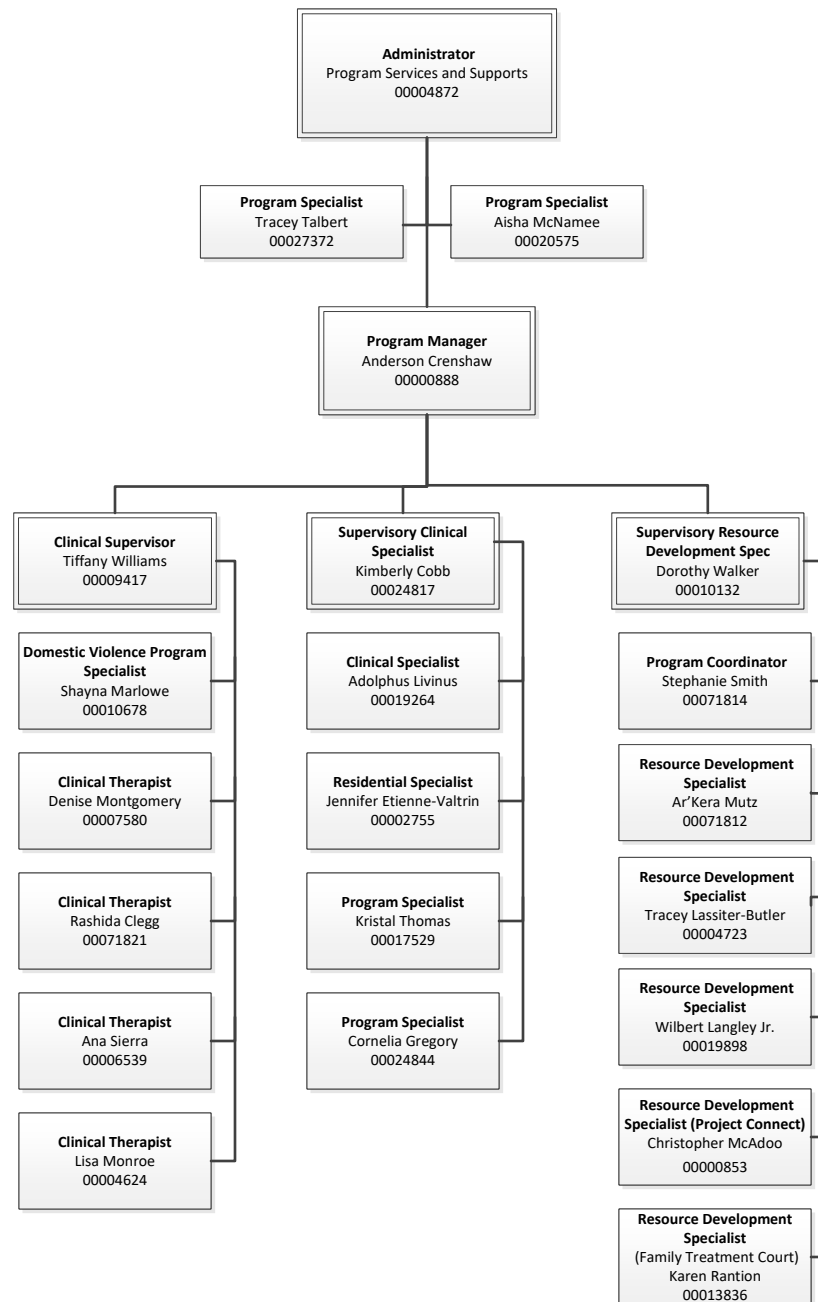 Administrator
Program Services and Supports
00004872
Program Specialist
Tracey Talbert
00027372
Program Specialist
Aisha McNamee
00020575
Program Manager
Anderson Crenshaw
00000888
Clinical Supervisor
Tiffany Williams
00009417
Domestic Violence Program
Specialist
Shayna Marlowe
00010678
Clinical Therapist
Denise Montgomery
00007580
Clinical Therapist
Rashida Clegg
00071821
Clinical Therapist
Ana Sierra
00006539
Clinical Therapist
Lisa Monroe
00004624
Supervisory Clinical
Specialist
Kimberly Cobb
00024817
Clinical Specialist
Adolphus Livinus
00019264
Residential Specialist
Jennifer Etienne-Valtrin
00002755
Program Specialist
Kristal Thomas
00017529
Program Specialist
Cornelia Gregory
00024844
Supervisory Resource
Development Spec
Dorothy Walker
00010132
Program Coordinator
Stephanie Smith
00071814
Resource Development
Specialist
Ar’Kera Mutz
00071812
Resource Development
Specialist
Tracey Lassiter-Butler
00004723
Resource Development
Specialist
Wilbert Langley Jr.
00019898
Resource Development
Specialist (Project Connect)
Christopher McAdoo
00000853
Resource Development
Specialist
(Family Treatment Court)
Karen Rantion
00013836